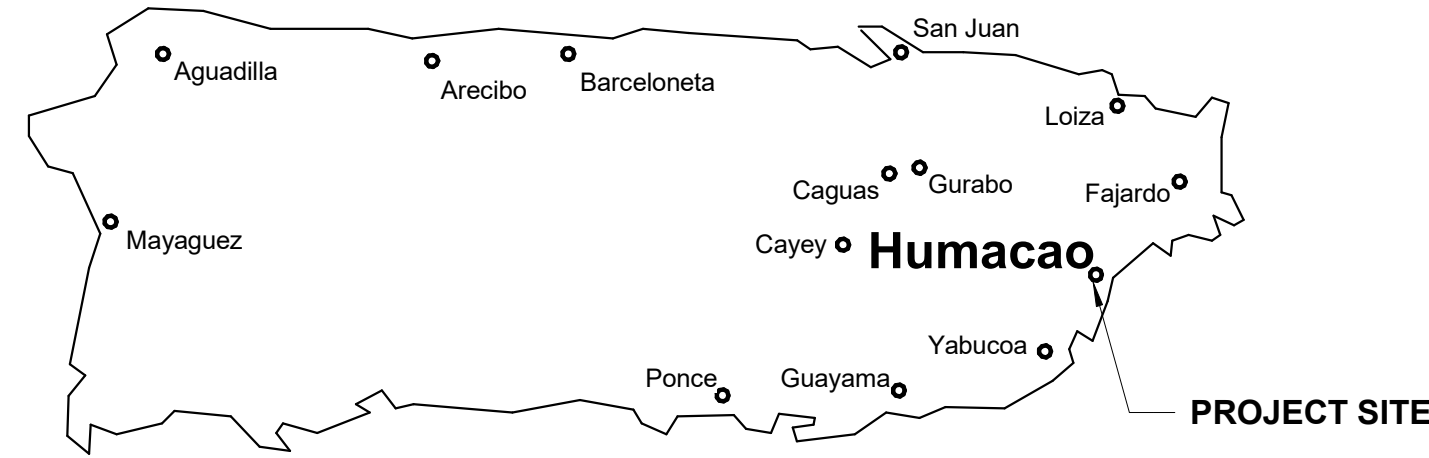 San Juan
Aguadilla
Arecibo
Barceloneta
Loiza
Caguas
Gurabo
Fajardo
Mayaguez
Cayey
Humacao
Yabucoa
Ponce
Guayama
PROJECT SITE